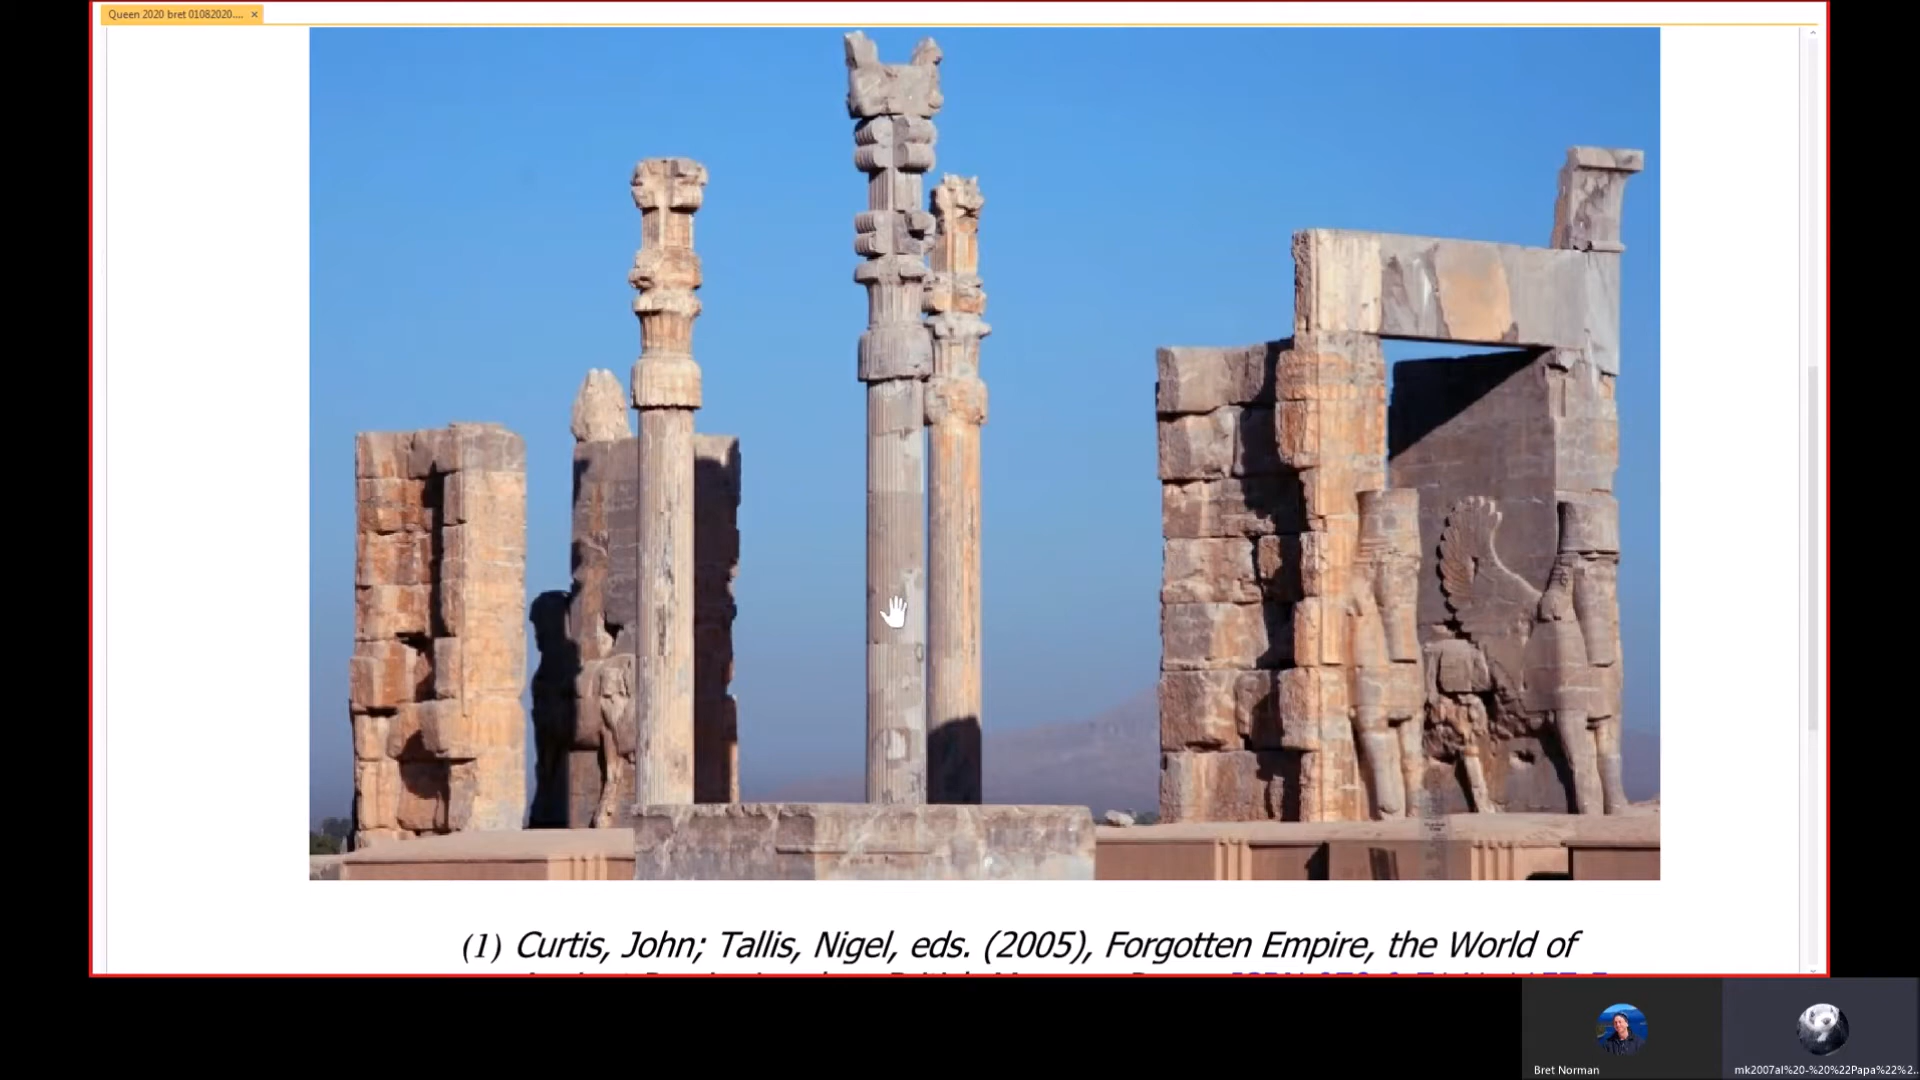 Queen 2020 bret 01082020.... ×
(1) Curtis, John; Tallis, Nigel, eds. (2005), Forgotten Empire, the World of
Bret Norman
mk2007al%20-%20%22Papa%22%2...